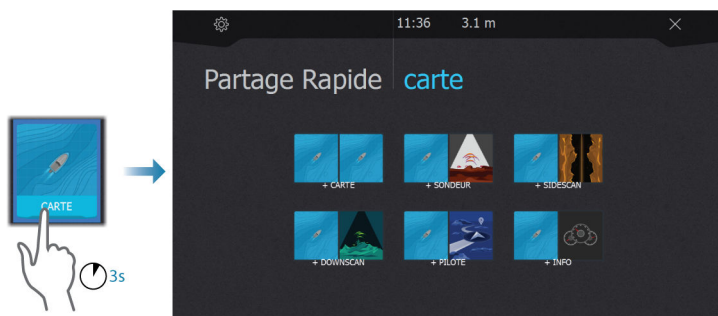 11:36 3.1 m
Partage Rapide carte
+ CARTE + SONDEUR + SIDESCAN
+ DOWNSCAN + PILOTE + INFO
CARTE
3s